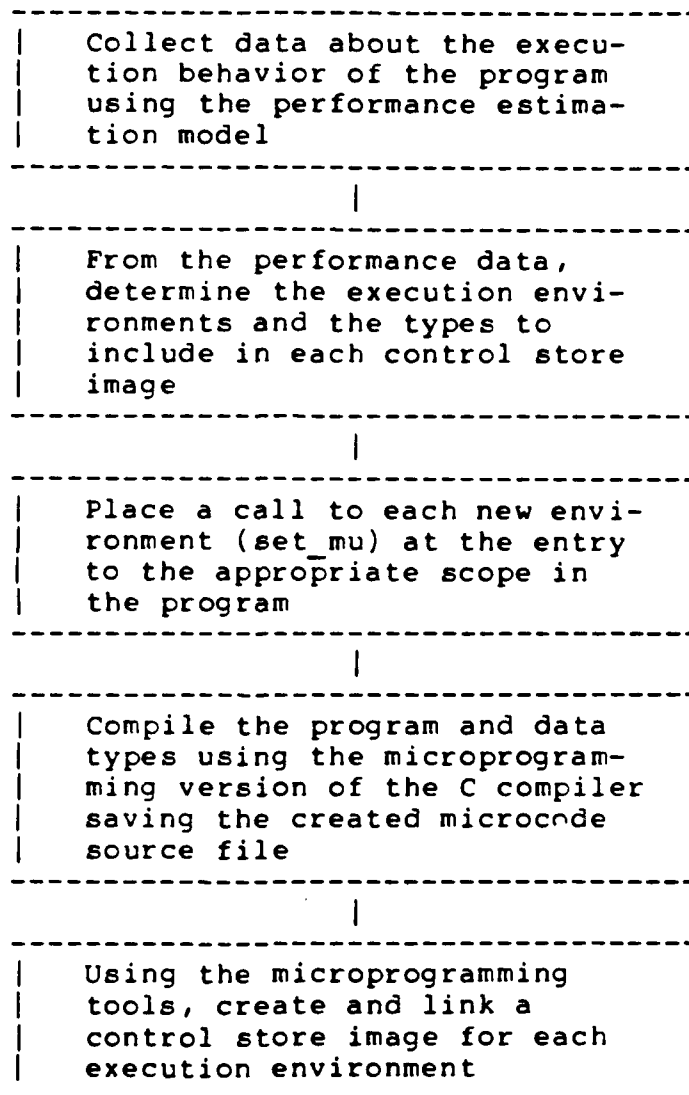 Collect data about the execu-
tion behavior of the program
using the performance estima-
tion model
From the performance data,
determine the execution envi-
ronments and the types to
include in each control store
image
Place a call to each new envi-
ronment (set_mu) at the entry
to the appropriate scope in
the program
Compile the program and data
types using the microprogram-
ming version of the C compiler
saving the created microcode
source file
Using the microprogramming
tools, create and link a
control store image for each
execution environment